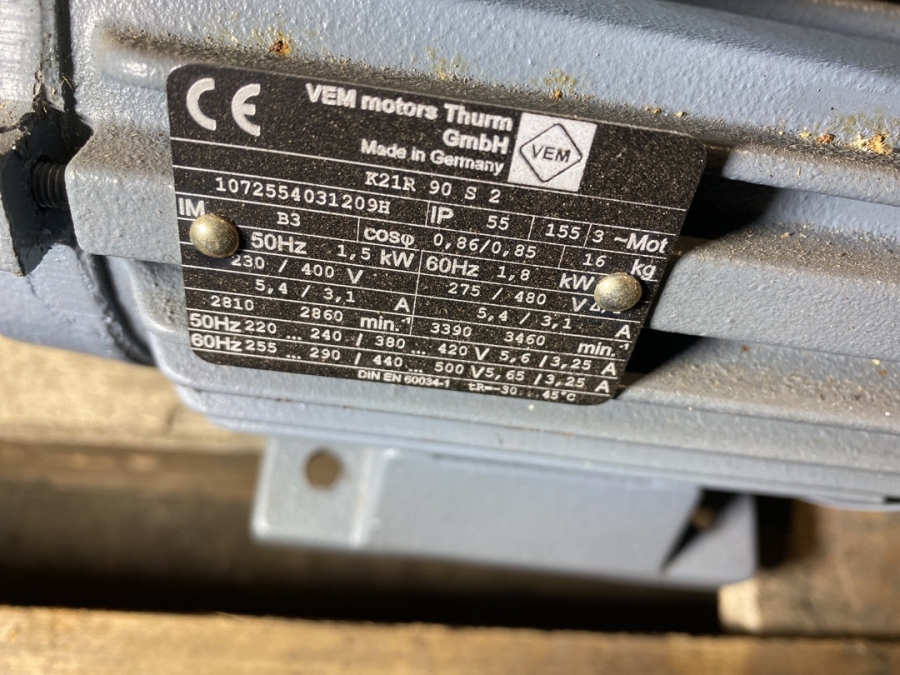 CE
VEM motors Thurm
GmbH
Made in Germany
VEM
K21R 90 S 2
1072554031209H
IP 55 155 3 ~Mot
IM B3 cosφ 0,86/0,85 16 kg
50Hz 1,5 kW 60Hz 1,8 kW
230 / 400 V 275 / 480 V
5,4 / 3,1 A 5,4 / 3,1 A
2810 2860 min.-1 3390 3460 min.-1
50Hz 220 ... 240 / 380... 420 V 5,6 /3,25 A
60Hz 255 ... 290 / 440... 500 V5,65 /3,25 A
DIN EN 60034-1 tR=-30...45°C